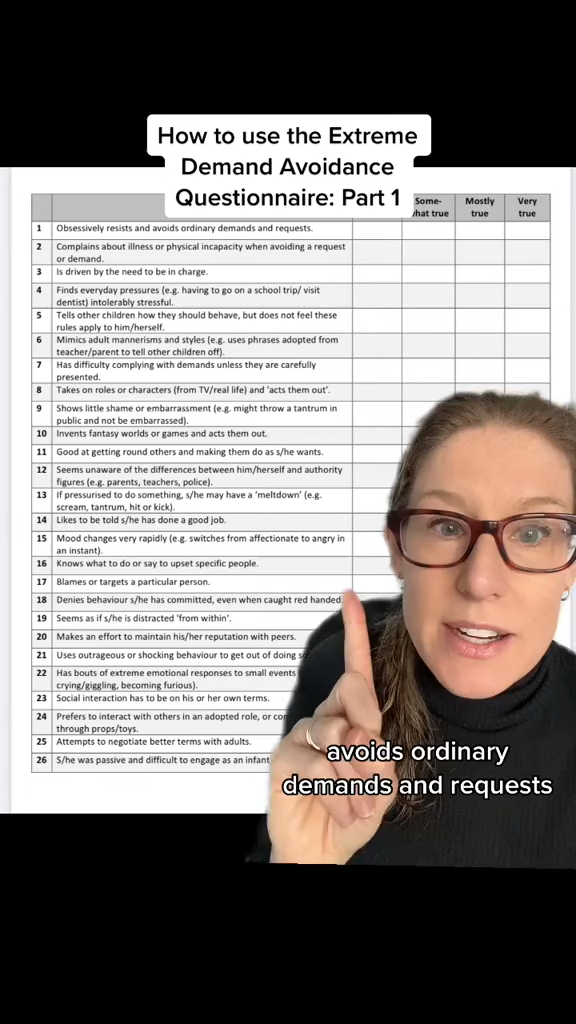 How to use the Extreme
Demand Avoidance
Questionnaire: Part 1
Some- Mostly Very
what true true true
1 Obsessively resists and avoids ordinary demands and requests.
2 Complains about illness or physical incapacity when avoiding a request
or demand.
3 Is driven by the need to be in charge.
4 Finds everyday pressures (e.g. having to go on a school trip/ visit
dentist) intolerably stressful.
5 Tells other children how they should behave, but does not feel these
rules apply to him/herself.
6 Mimics adult mannerisms and styles (e.g. uses phrases adopted from
teacher/parent to tell other children off).
7 Has difficulty complying with demands unless they are carefully
presented.
8 Takes on roles or characters (from TV/real life) and 'acts them out'.
9 Shows little shame or embarrassment (e.g. might throw a tantrum in
public and not be embarrassed).
10 Invents fantasy worlds or games and acts them out.
11 Good at getting round others and making them do as s/he wants.
12 Seems unaware of the differences between him/herself and authority
figures (e.g. parents, teachers, police).
13 If pressurised to do something, s/he may have a 'meltdown' (e.g.
scream, tantrum, hit or kick).
14 Likes to be told s/he has done a good job.
15 Mood changes very rapidly (e.g. switches from affectionate to angry in
an instant).
16 Knows what to do or say to upset specific people.
17 Blames or targets a particular person.
18 Denies behaviour s/he has committed, even when caught red handed.
19 Seems as if s/he is distracted 'from within'.
20 Makes an effort to maintain his/her reputation with peers.
21 Uses outrageous or shocking behaviour to get out of doing
22 Has bouts of extreme emotional responses to small events
crying/giggling, becoming furious).
23 Social interaction has to be on his or her own terms.
24 Prefers to interact with others in an adopted role, or
through props/toys.
25 Attempts to negotiate better terms with adults.
26 S/he was passive and difficult to engage as an infant
avoids ordinary
demands and requests